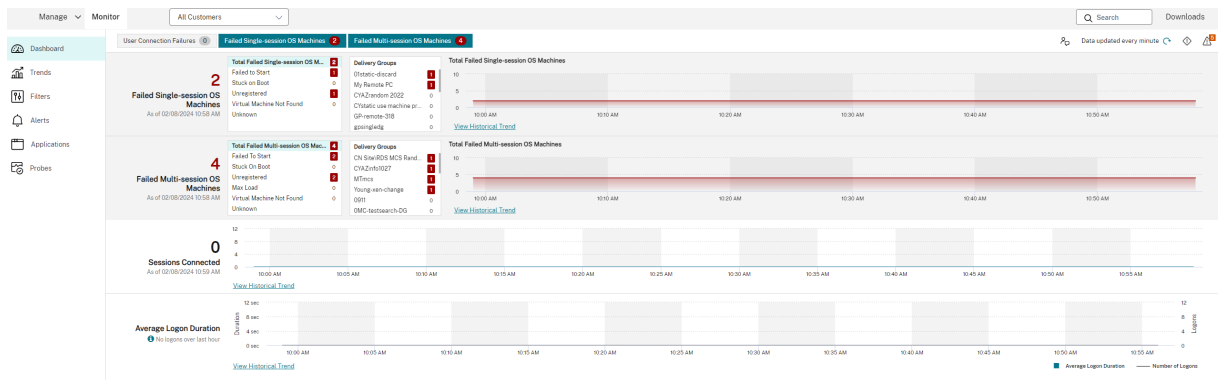 Manage Monitor All Customers Search Downloads
Dashboard
Trends
Filters
Alerts
Applications
Probes
User Connection Failures 0 Failed Single-session OS Machines 2 Failed Multi-session OS Machines 4 Data updated every minute
2
Failed Single-session OS
Machines
As of 02/08/2024 10:58 AM
Total Failed Single-session OS M... 2
Failed to Start 1
Stuck on Boot 0
Unregistered 1
Virtual Machine Not Found 0
Unknown
Delivery Groups
01static-discard 1
My Remote PC 1
CYAZrandom 2022 0
CYstatic use machine pr... 0
GP-remote-318 0
gpsingledg 0
Total Failed Single-session OS Machines
10
5
0
10:00 AM 10:10 AM 10:20 AM 10:30 AM 10:40 AM 10:50 AM
View Historical Trend
4
Failed Multi-session OS
Machines
As of 02/08/2024 10:58 AM
Total Failed Multi-session OS Mac... 4
Failed To Start 2
Stuck On Boot 0
Unregistered 2
Max Load 0
Virtual Machine Not Found 0
Unknown
Delivery Groups
CN Site\RDS MCS Rand... 1
CYAZinfo1027 1
MTmcs 1
Young-xen-change 1
0911 0
0MC-testsearch-DG 0
Total Failed Multi-session OS Machines
10
5
0
10:00 AM 10:10 AM 10:20 AM 10:30 AM 10:40 AM 10:50 AM
View Historical Trend
0
Sessions Connected
As of 02/08/2024 10:59 AM
12
8
4
0
10:00 AM 10:05 AM 10:10 AM 10:15 AM 10:20 AM 10:25 AM 10:30 AM 10:35 AM 10:40 AM 10:45 AM 10:50 AM 10:55 AM
View Historical Trend
Average Logon Duration
No logons over last hour
Duration
12 sec
8 sec
4 sec
0 sec
12
8
4
0
Logons
10:00 AM 10:05 AM 10:10 AM 10:15 AM 10:20 AM 10:25 AM 10:30 AM 10:35 AM 10:40 AM 10:45 AM 10:50 AM 10:55 AM
View Historical Trend
Average Logon Duration Number of Logons